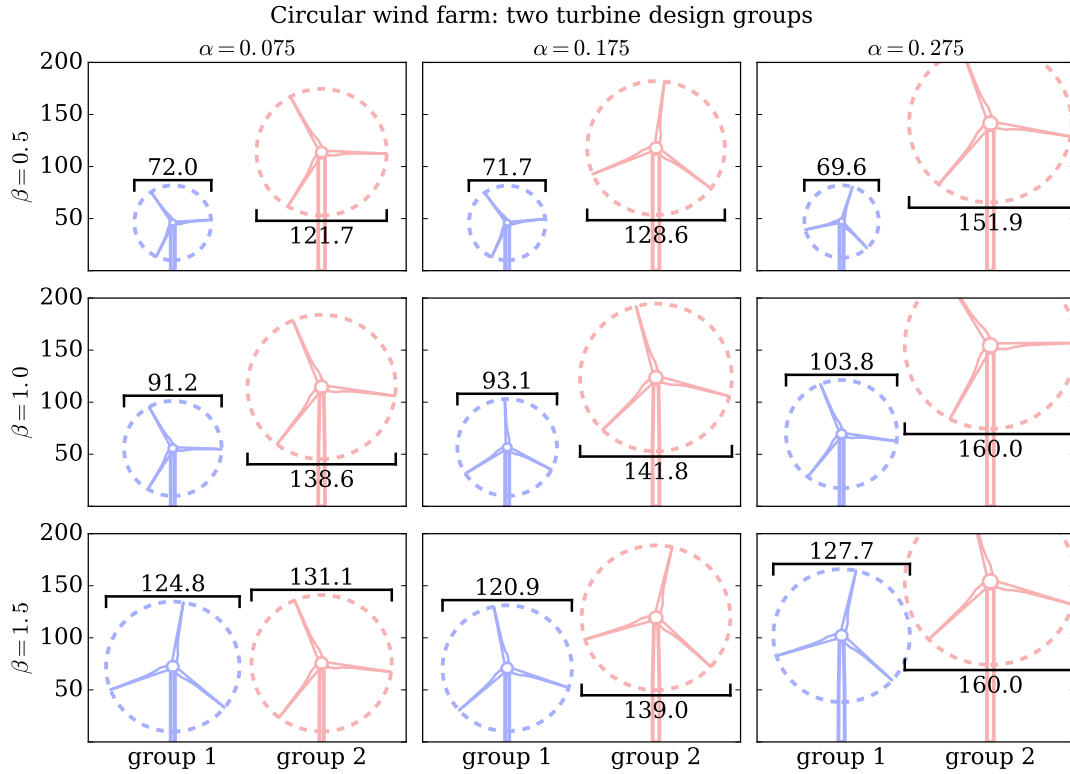 Circular wind farm: two turbine design groups
α = 0.075
α = 0.175
α = 0.275
β = 0.5
200
150
100
50
72.0
121.7
71.7
128.6
69.6
151.9
β = 1.0
200
150
100
50
91.2
138.6
93.1
141.8
103.8
160.0
β = 1.5
200
150
100
50
124.8
131.1
120.9
139.0
127.7
160.0
group 1
group 2
group 1
group 2
group 1
group 2